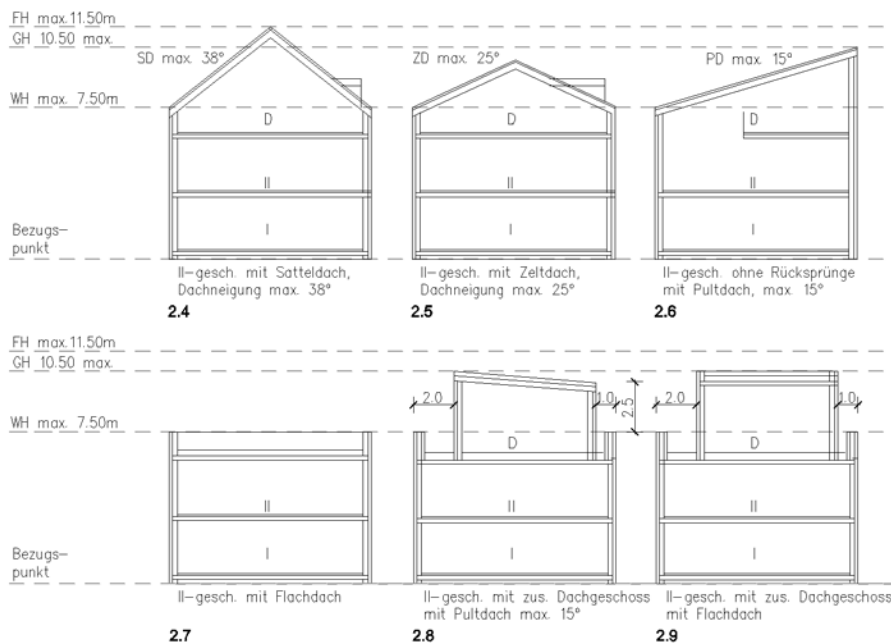 FH max.11.50m
GH 10.50 max.
SD max. 38°
ZD max. 25°
PD max. 15°
WH max. 7.50m
D
D
D
II
II
II
I
I
I
Bezugs-
punkt
II-gesch. mit Satteldach,
Dachneigung max. 38°
II-gesch. mit Zeltdach,
Dachneigung max. 25°
II-gesch. ohne Rücksprünge
mit Pultdach, max. 15°
2.4
2.5
2.6
FH max.11.50m
GH 10.50 max.
2.0
1.0
2.5
2.0
1.0
WH max. 7.50m
D
D
II
II
II
I
I
I
Bezugs-
punkt
II-gesch. mit Flachdach
II-gesch. mit zus. Dachgeschoss
mit Pultdach max. 15°
II-gesch. mit zus. Dachgeschoss
mit Flachdach
2.7
2.8
2.9